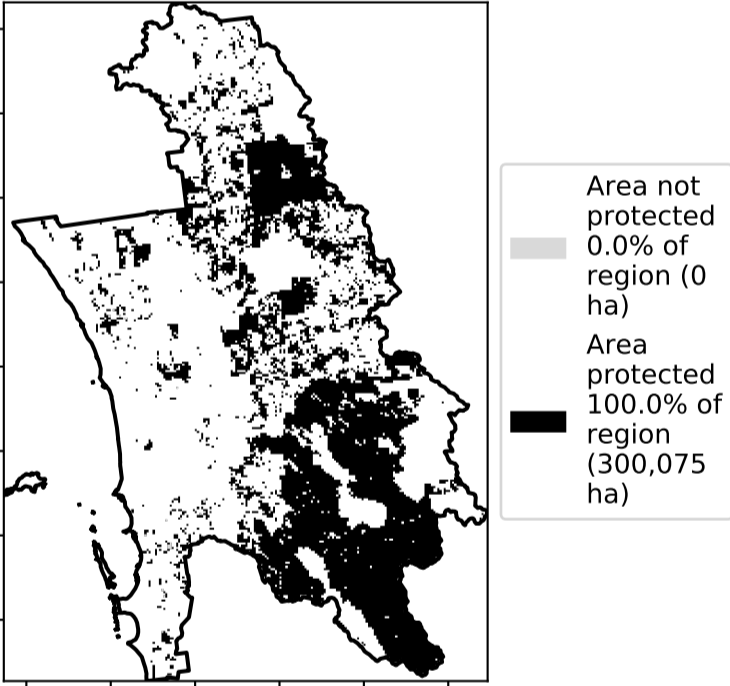 Area not
protected
0.0% of
region (0
ha)
Area
protected
100.0% of
region
(300,075
ha)